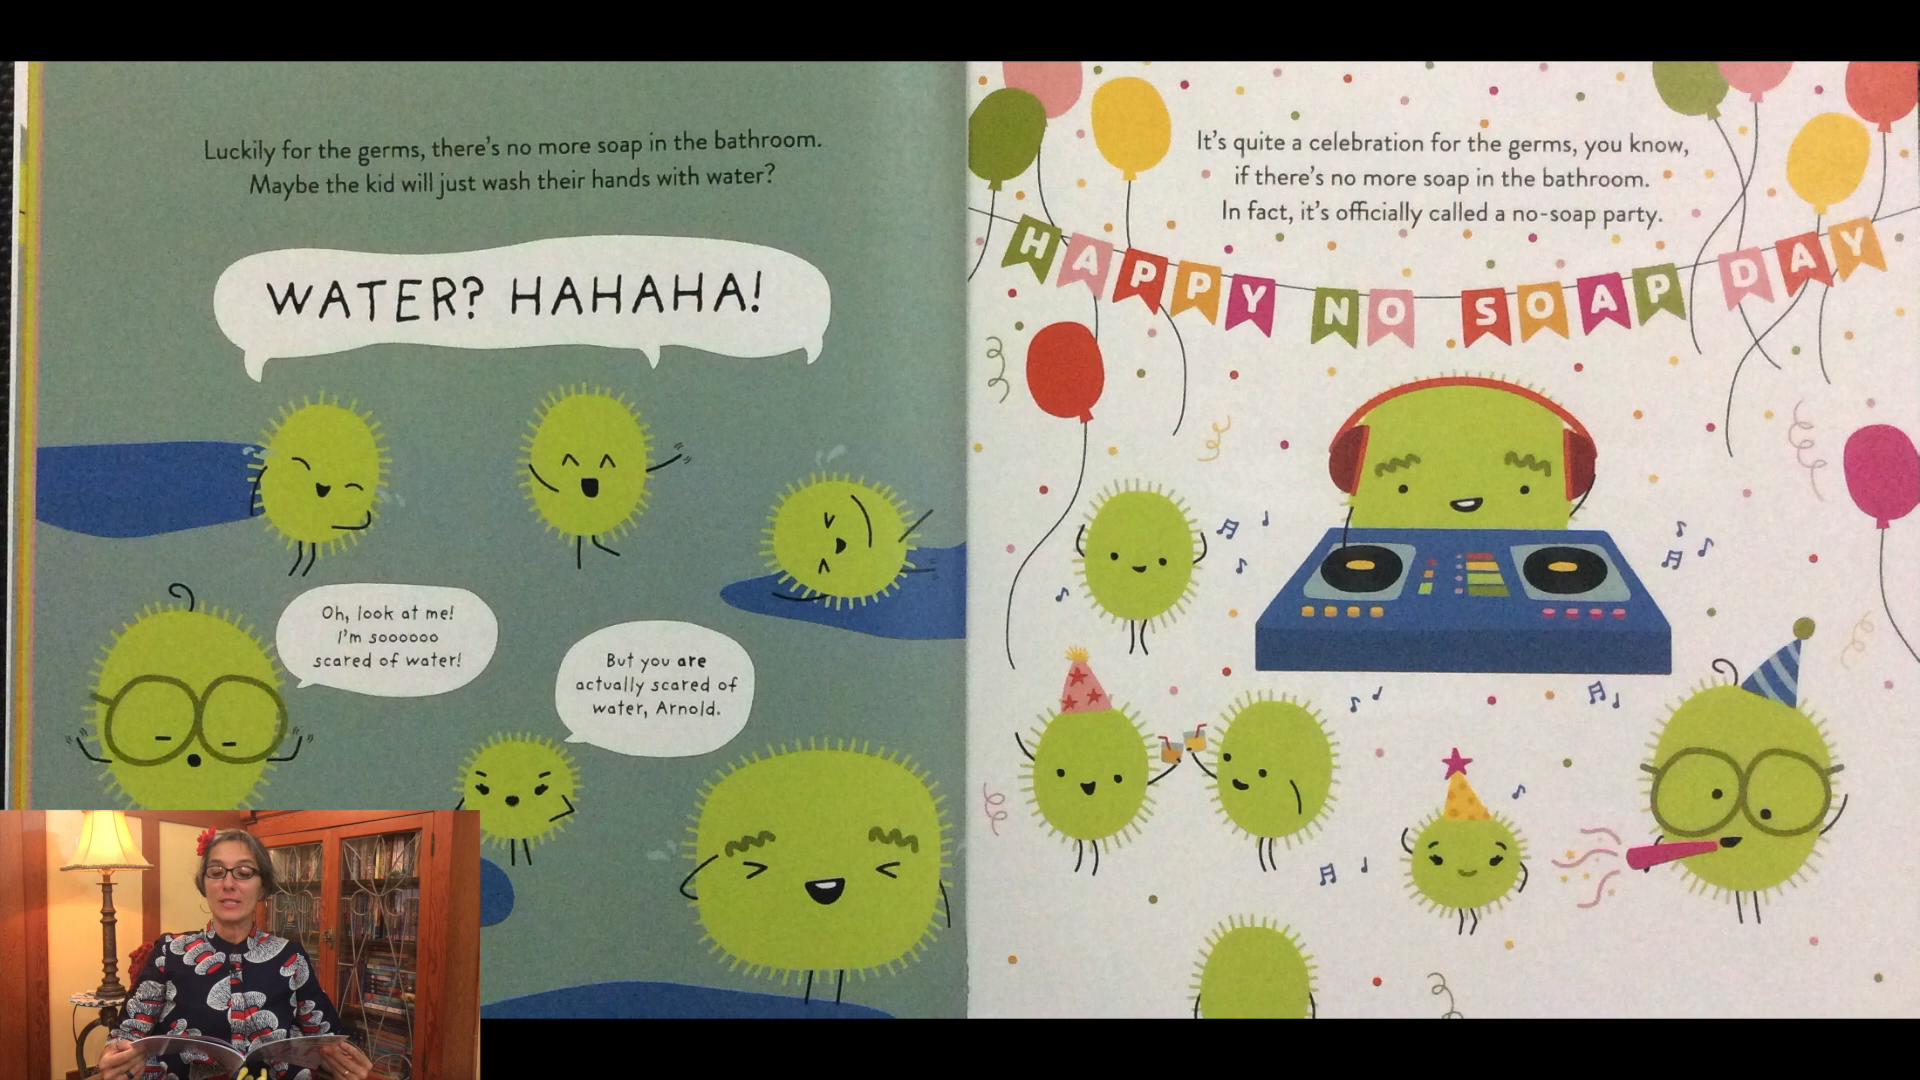 Luckily for the germs, there's no more soap in the bathroom.
Maybe the kid will just wash their hands with water?
WATER? HAHAHA!
Oh, look at me!
I'm soooooo
scared of water!
But you are
actually scared of
water, Arnold.
It's quite a celebration for the germs, you know,
if there's no more soap in the bathroom.
In fact, it's officially called a no-soap party.
HAPPY NO SOAP DAY